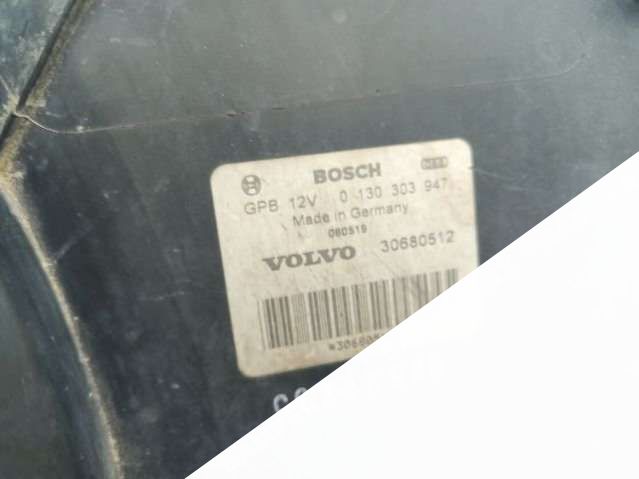 BOSCH
GPB 12V 0 130 303 947
Made in Germany
080519
VOLVO 30680512